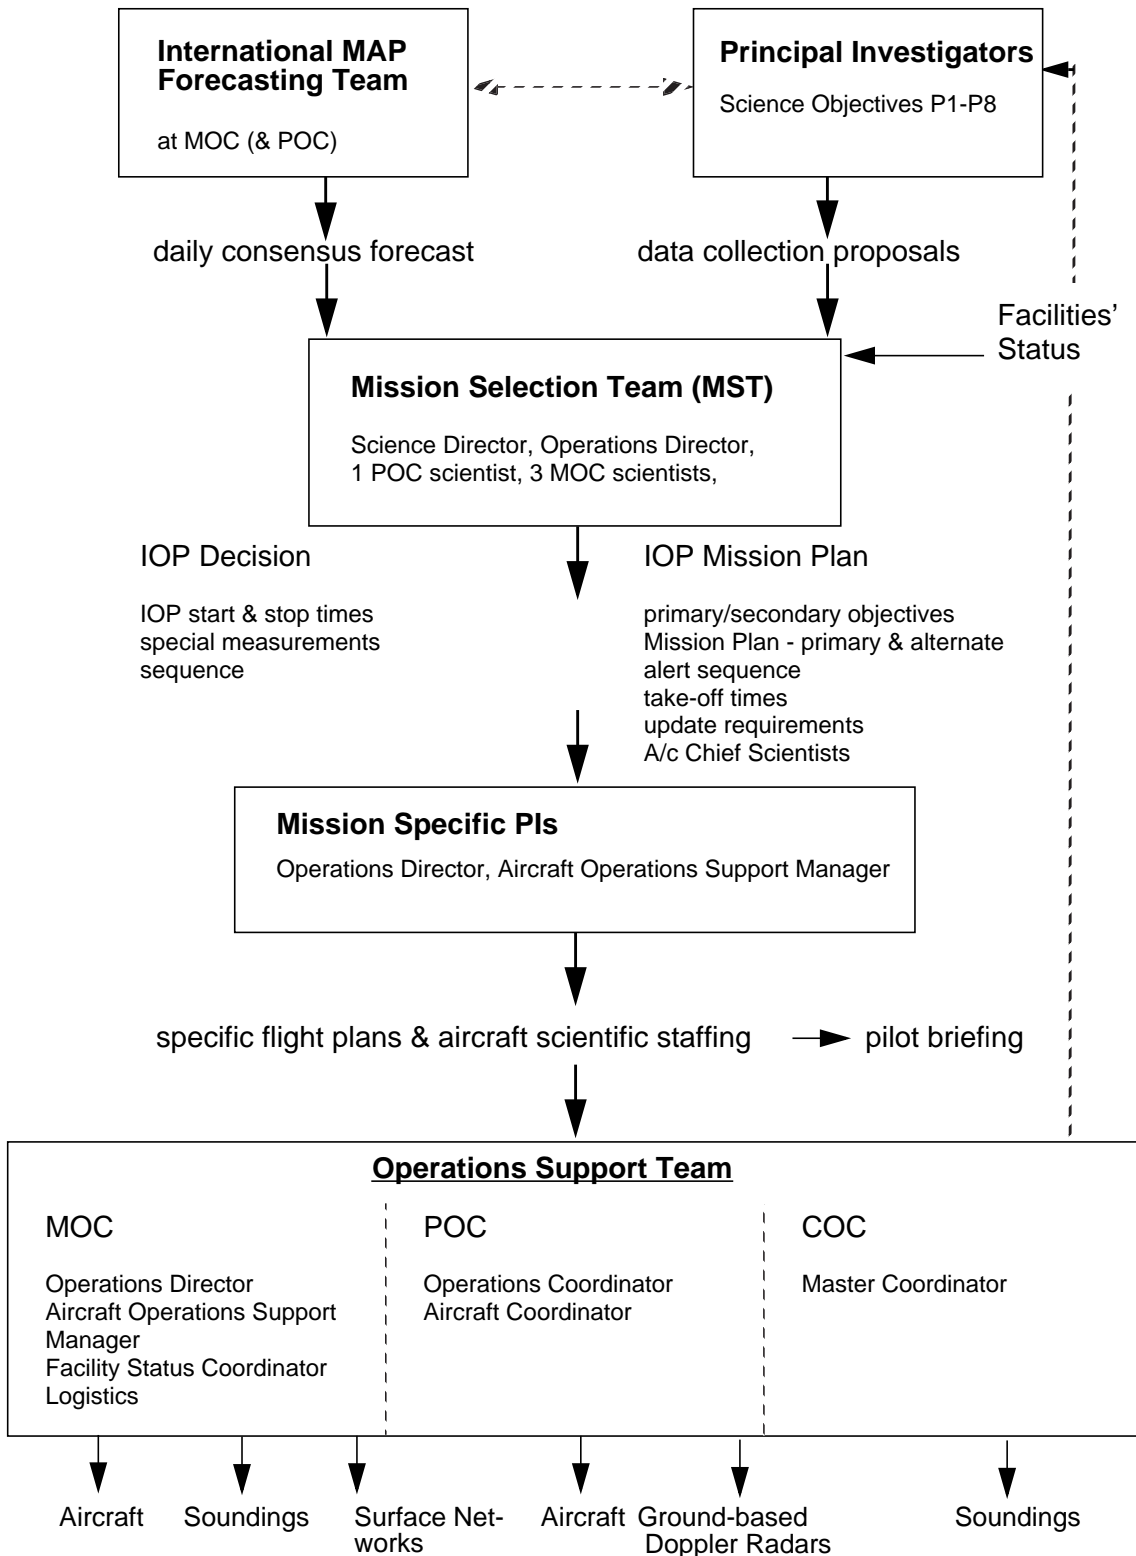 International MAP
Forecasting Team
at MOC (& POC)
Principal Investigators
Science Objectives P1-P8
daily consensus forecast
data collection proposals
Facilities’
Status
Mission Selection Team (MST)
Science Director, Operations Director,
1 POC scientist, 3 MOC scientists,
IOP Decision
IOP start & stop times
special measurements
sequence
IOP Mission Plan
primary/secondary objectives
Mission Plan - primary & alternate
alert sequence
take-off times
update requirements
A/c Chief Scientists
Mission Specific PIs
Operations Director, Aircraft Operations Support Manager
specific flight plans & aircraft scientific staffing
pilot briefing
Operations Support Team
MOC
Operations Director
Aircraft Operations Support
Manager
Facility Status Coordinator
Logistics
POC
Operations Coordinator
Aircraft Coordinator
COC
Master Coordinator
Aircraft
Soundings
Surface Net-
works
Aircraft
Ground-based
Doppler Radars
Soundings